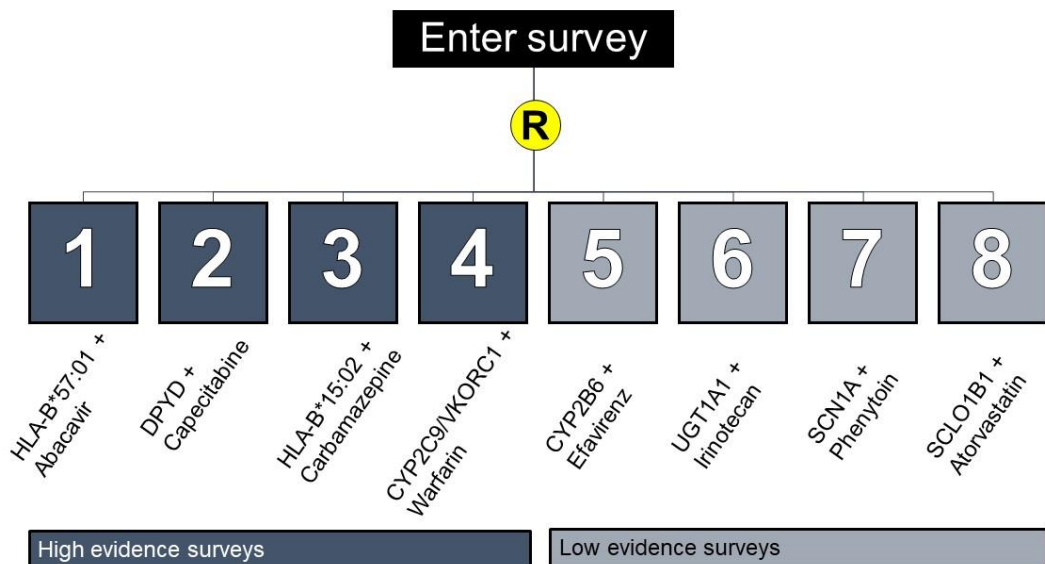 Enter survey
R
1
2
3
4
5
6
7
8
HLA-B*57:01 +
Abacavir
DPYD +
Capecitabine
HLA-B*15:02 +
Carbamazepine
CYP2C9/VKORC1 +
Warfarin
CYP2B6 +
Efavirenz
UGT1A1 +
Irinotecan
SCN1A +
Phenytoin
SCLO1B1 +
Atorvastatin
High evidence surveys
Low evidence surveys